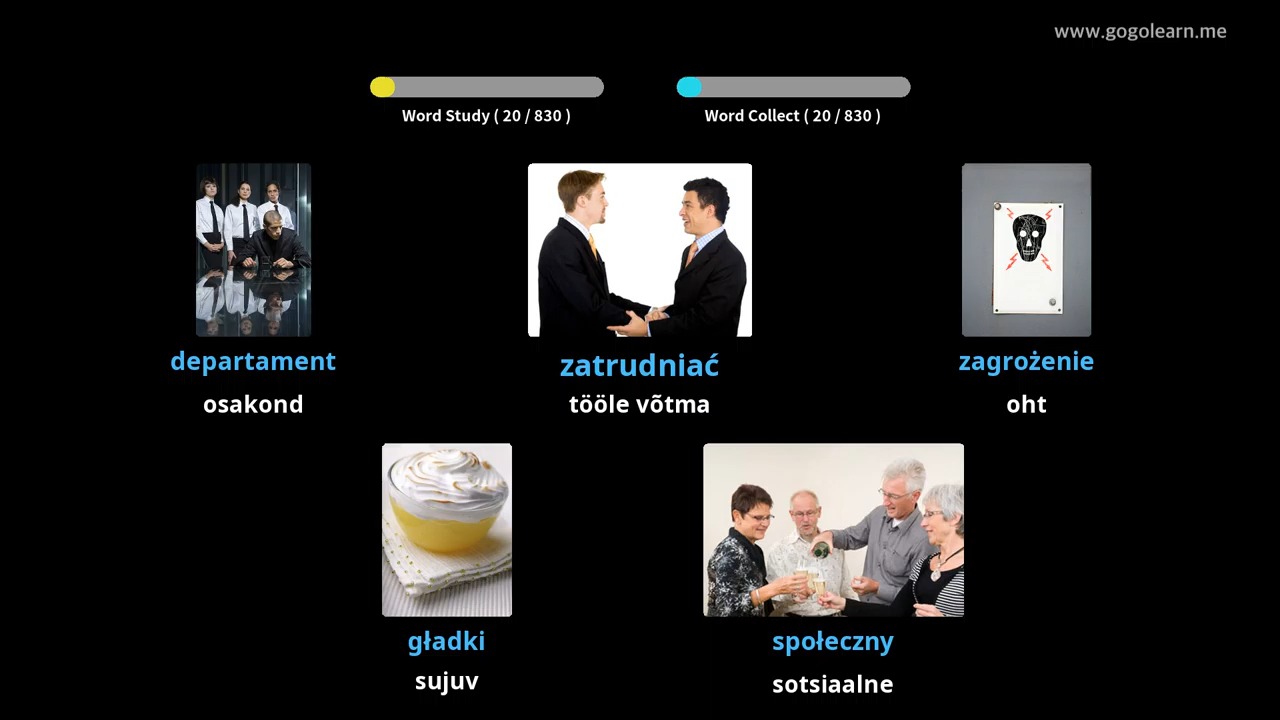 www.gogolearn.me
Word Study ( 20 / 830 )
Word Collect ( 20 / 830 )
departament
osakond
zatrudniać
tööle võtma
zagrożenie
oht
gładki
sujuv
społeczny
sotsiaalne